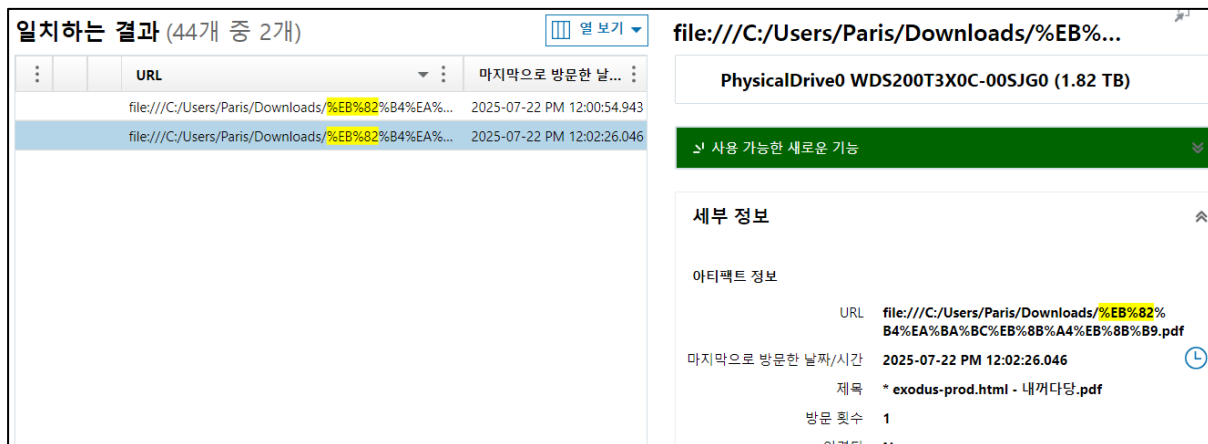 일치하는 결과 (44개 중 2개)
열 보기
URL
마지막으로 방문한 날...
file:///C:/Users/Paris/Downloads/%EB%82%B4%EA%... 2025-07-22 PM 12:00:54.943
file:///C:/Users/Paris/Downloads/%EB%82%B4%EA%... 2025-07-22 PM 12:02:26.046
file:///C:/Users/Paris/Downloads/%EB%...
PhysicalDrive0 WDS200T3X0C-00SJG0 (1.82 TB)
사용 가능한 새로운 기능
세부 정보
아티팩트 정보
URL file:///C:/Users/Paris/Downloads/%EB%82%
B4%EA%BA%BC%EB%8B%A4%EB%8B%B9.pdf
마지막으로 방문한 날짜/시간 2025-07-22 PM 12:02:26.046
제목 * exodus-prod.html - 내꺼다당.pdf
방문 횟수 1